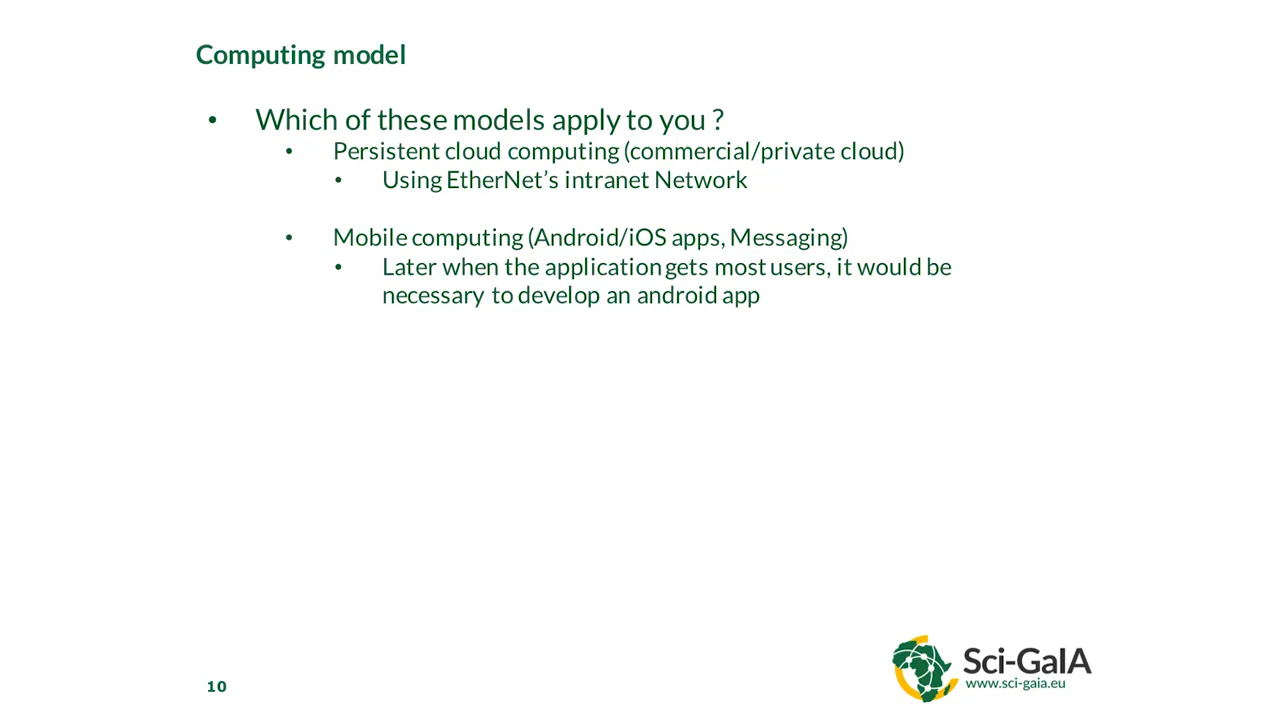 Computing model
• Which of these models apply to you ?
• Persistent cloud computing (commercial/private cloud)
• Using EtherNet’s intranet Network
• Mobile computing (Android/iOS apps, Messaging)
• Later when the application gets most users, it would be
necessary to develop an android app
Sci-GaIA
www.sci-gaia.eu
10